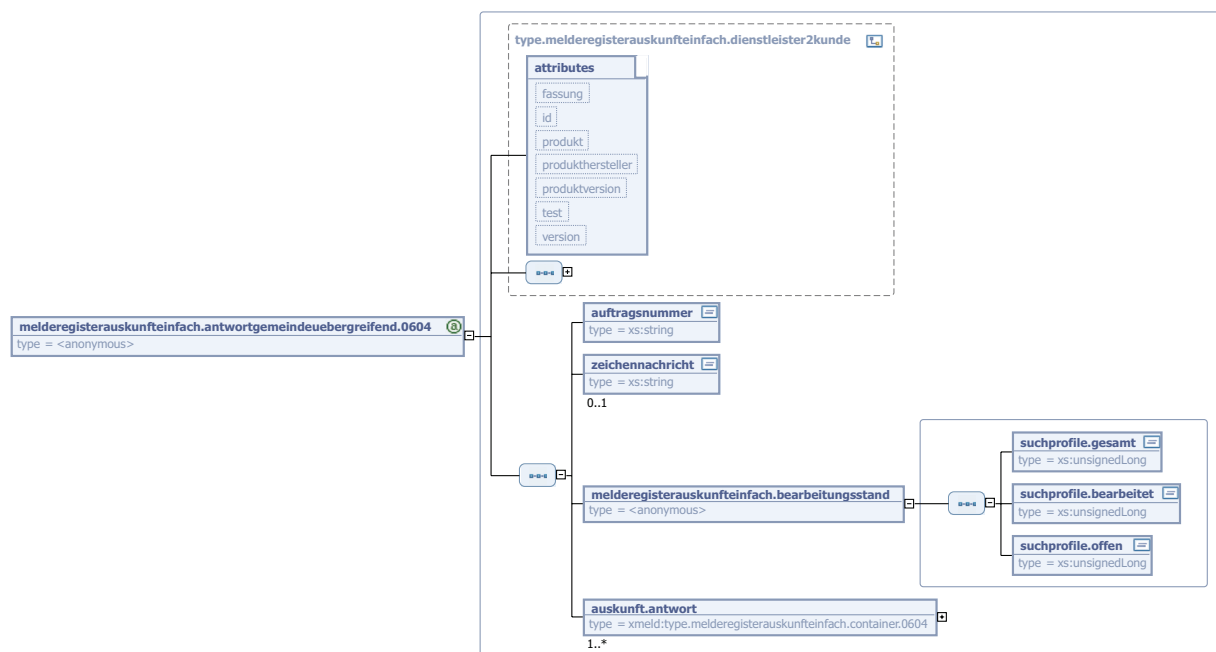 type.melderegisterauskunfteinfach.dienstleister2kunde
attributes
fassung
id
produkt
produkthersteller
produktversion
test
version
melderegisterauskunfteinfach.antwortgemeindeuebergreifend.0604
a
type = <anonymous>
auftragsnummer
type = xs:string
zeichennachricht
type = xs:string
0..1
melderegisterauskunfteinfach.bearbeitungsstand
type = <anonymous>
suchprofile.gesamt
type = xs:unsignedLong
suchprofile.bearbeitet
type = xs:unsignedLong
suchprofile.offen
type = xs:unsignedLong
auskunft.antwort
type = xmeld:type.melderegisterauskunfteinfach.container.0604
1..*